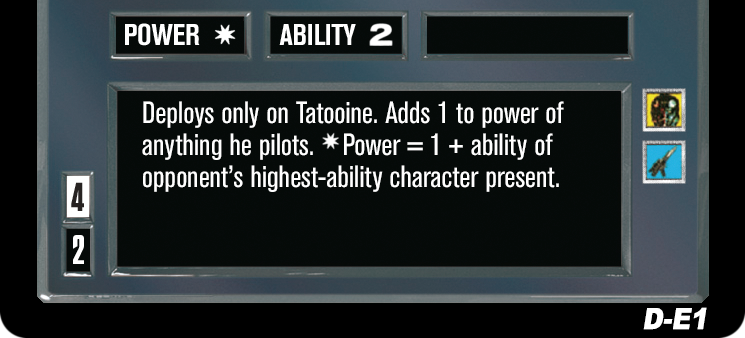 POWER ✷ ABILITY 2
Deploys only on Tatooine. Adds 1 to power of
anything he pilots. ✷Power = 1 + ability of
opponent's highest-ability character present.
4
2
D-E1